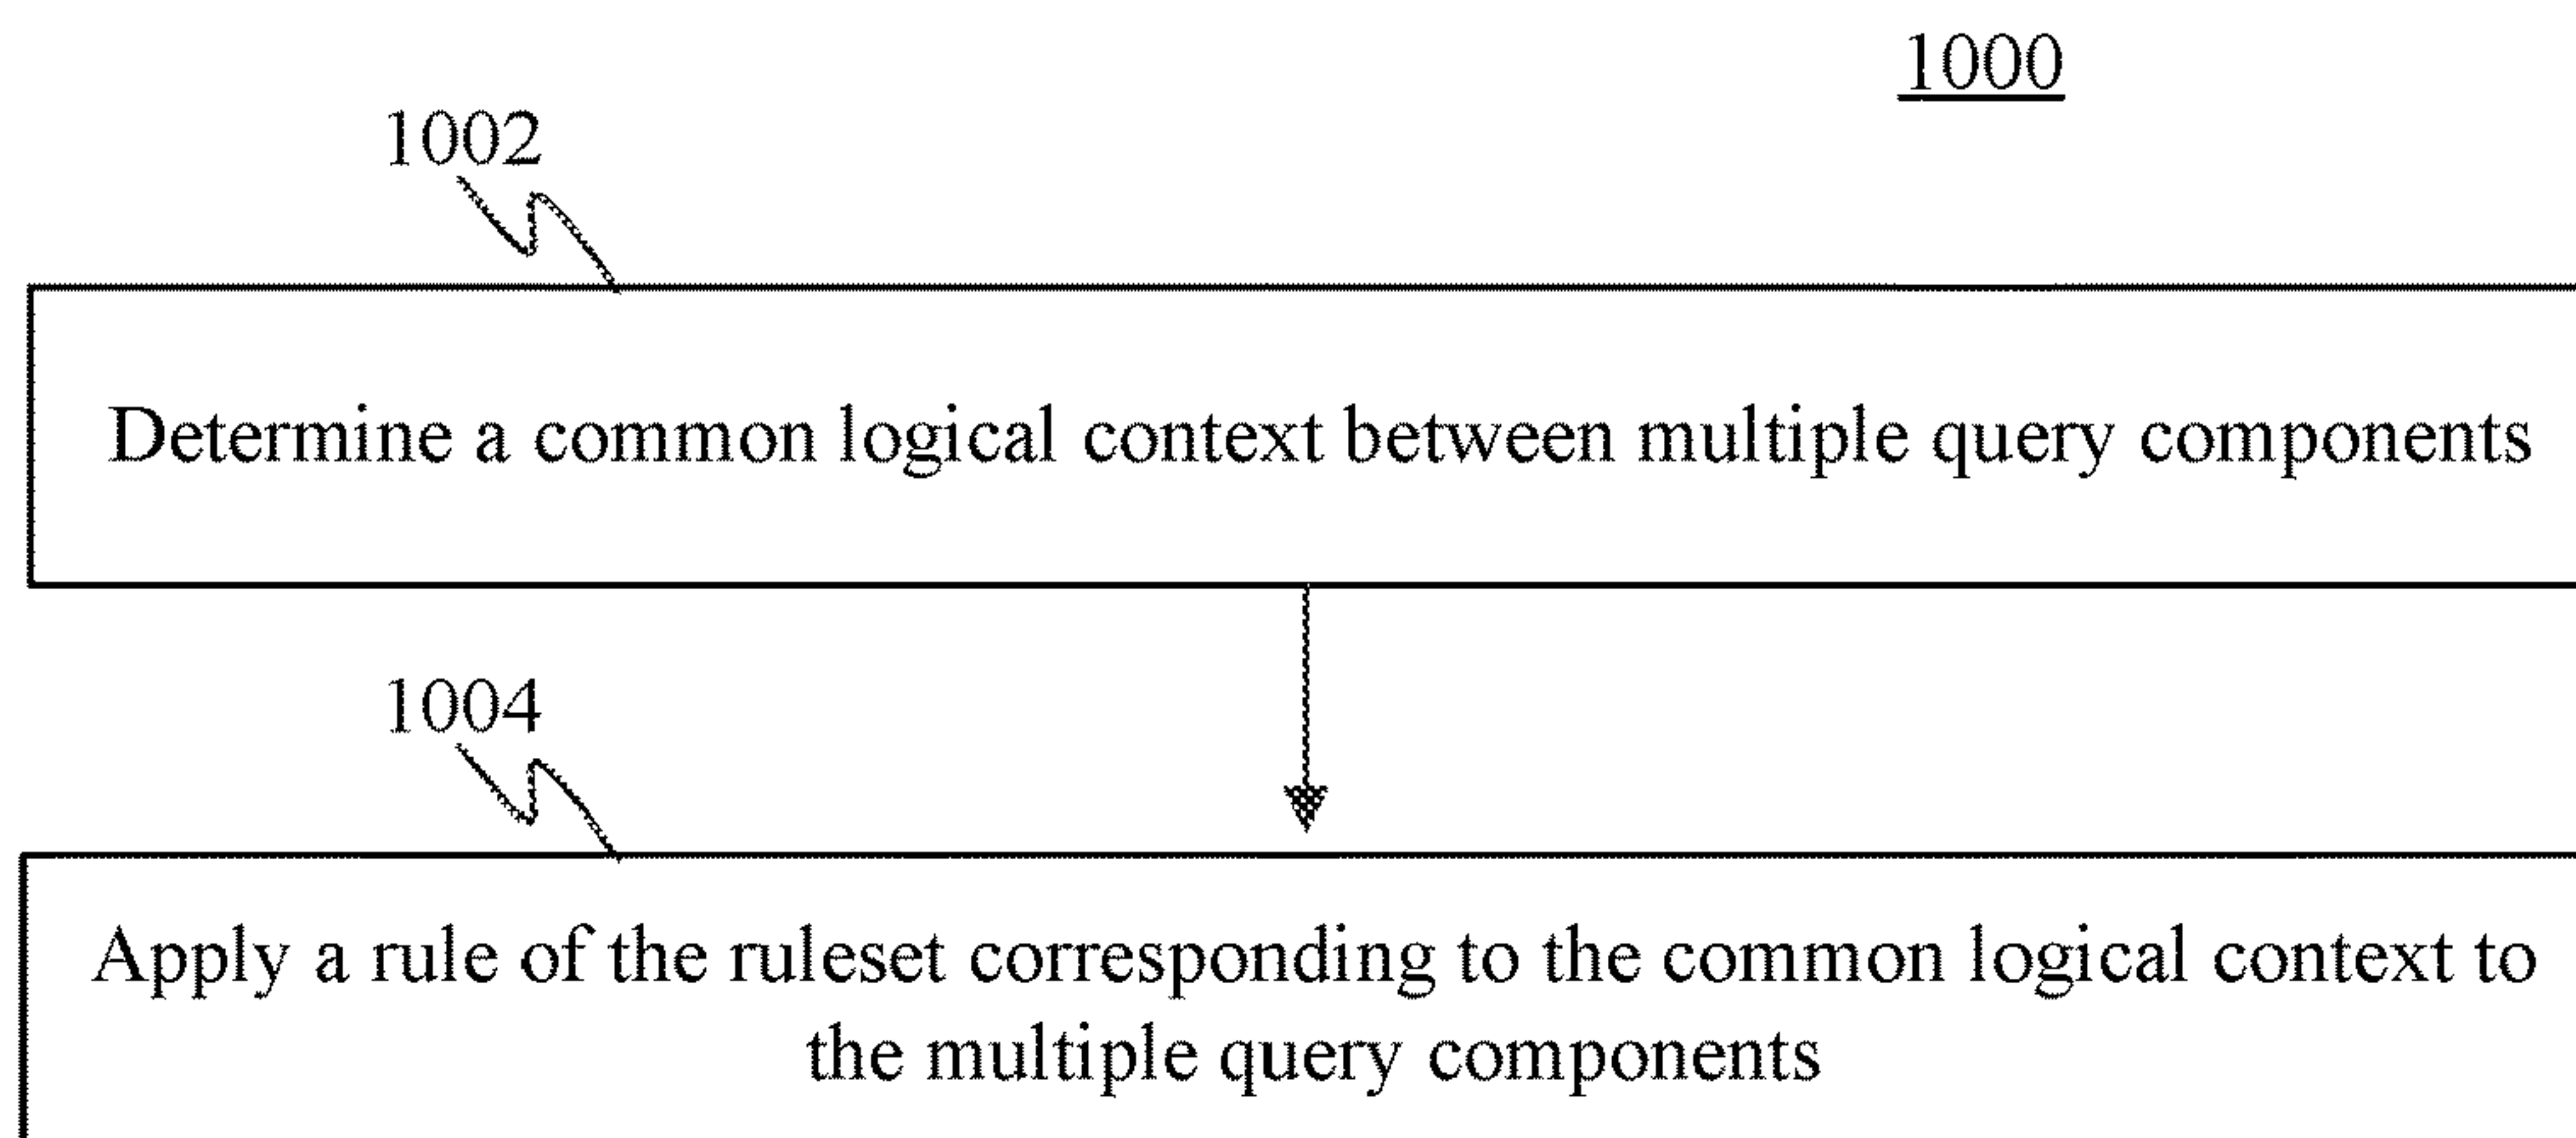 1000
1002
Determine a common logical context between multiple query components
1004
Apply a rule of the ruleset corresponding to the common logical context to
the multiple query components